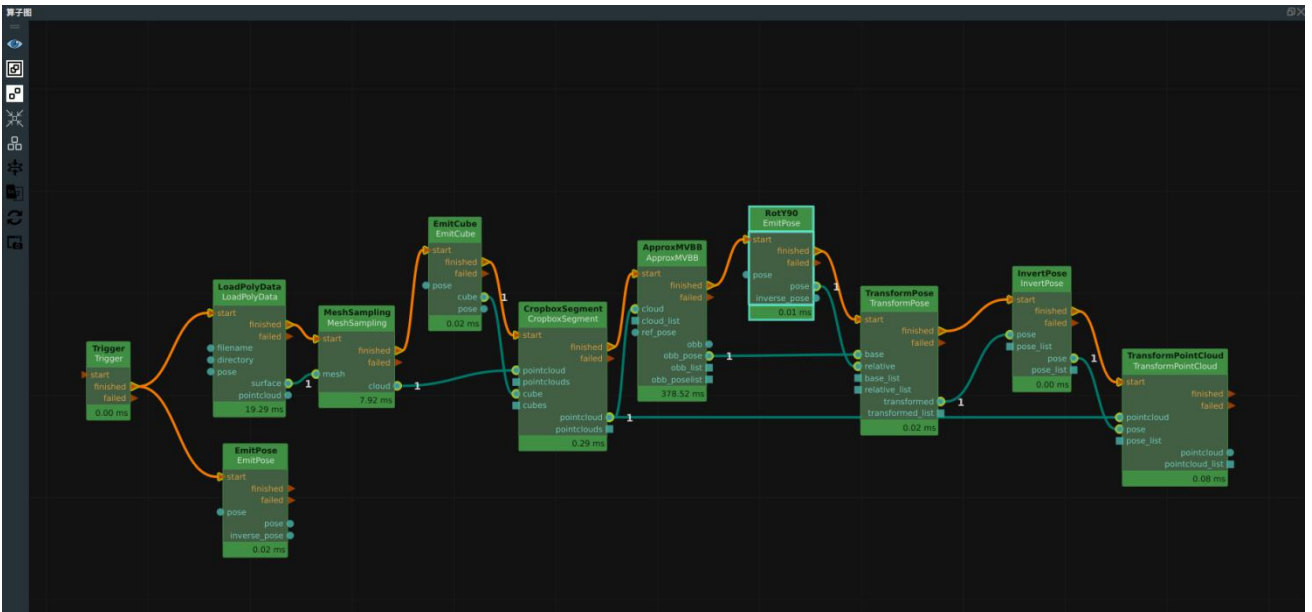 算子图
Trigger
Trigger
start
finished
failed
0.00 ms
LoadPolyData
LoadPolyData
start
finished
failed
filename
directory
pose
surface
pointcloud
19.29 ms
1
EmitPose
EmitPose
start
finished
failed
pose
pose
inverse_pose
0.02 ms
MeshSampling
MeshSampling
start
finished
failed
mesh
cloud
7.92 ms
1
EmitCube
EmitCube
start
finished
failed
pose
cube
pose
0.02 ms
1
CropboxSegment
CropboxSegment
start
finished
failed
pointcloud
pointclouds
cube
cubes
pointcloud
pointclouds
0.29 ms
1
ApproxMVBB
ApproxMVBB
start
finished
failed
cloud
cloud_list
ref_pose
obb
obb_pose
obb_list
obb_poselist
378.52 ms
1
RotY90
EmitPose
start
finished
failed
pose
pose
inverse_pose
0.01 ms
1
TransformPose
TransformPose
start
finished
failed
base
relative
base_list
relative_list
transformed
transformed_list
0.02 ms
1
InvertPose
InvertPose
start
finished
failed
pose
pose_list
pose
pose_list
0.00 ms
1
TransformPointCloud
TransformPointCloud
start
finished
failed
pointcloud
pose
pose_list
pointcloud
pointcloud_list
0.08 ms